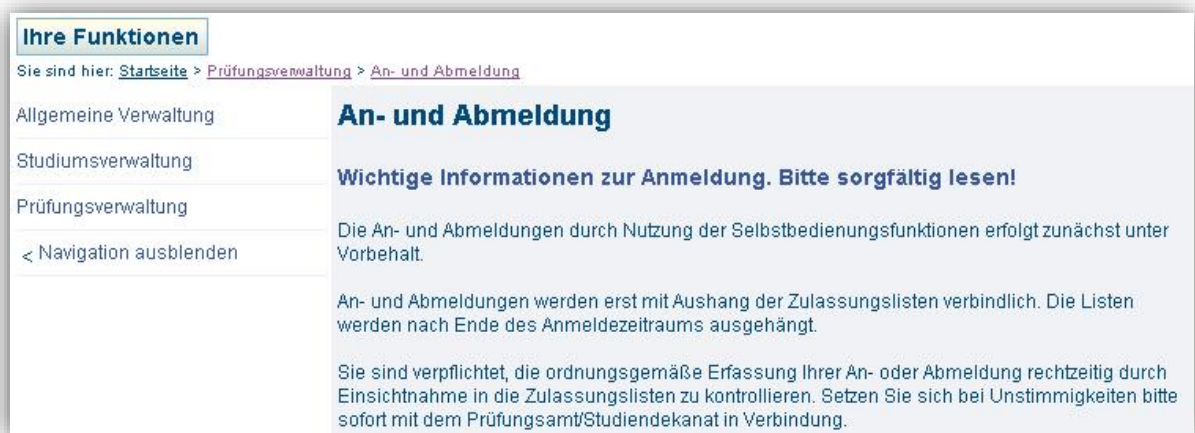 Ihre Funktionen
Sie sind hier: Startseite > Prüfungsverwaltung > An- und Abmeldung
Allgemeine Verwaltung
Studiumsverwaltung
Prüfungsverwaltung
< Navigation ausblenden
An- und Abmeldung
Wichtige Informationen zur Anmeldung. Bitte sorgfältig lesen!
Die An- und Abmeldungen durch Nutzung der Selbstbedienungsfunktionen erfolgt zunächst unter
Vorbehalt.
An- und Abmeldungen werden erst mit Aushang der Zulassungslisten verbindlich. Die Listen
werden nach Ende des Anmeldezeitraums ausgehängt.
Sie sind verpflichtet, die ordnungsgemäße Erfassung Ihrer An- oder Abmeldung rechtzeitig durch
Einsichtnahme in die Zulassungslisten zu kontrollieren. Setzen Sie sich bei Unstimmigkeiten bitte
sofort mit dem Prüfungsamt/Studiendekanat in Verbindung.